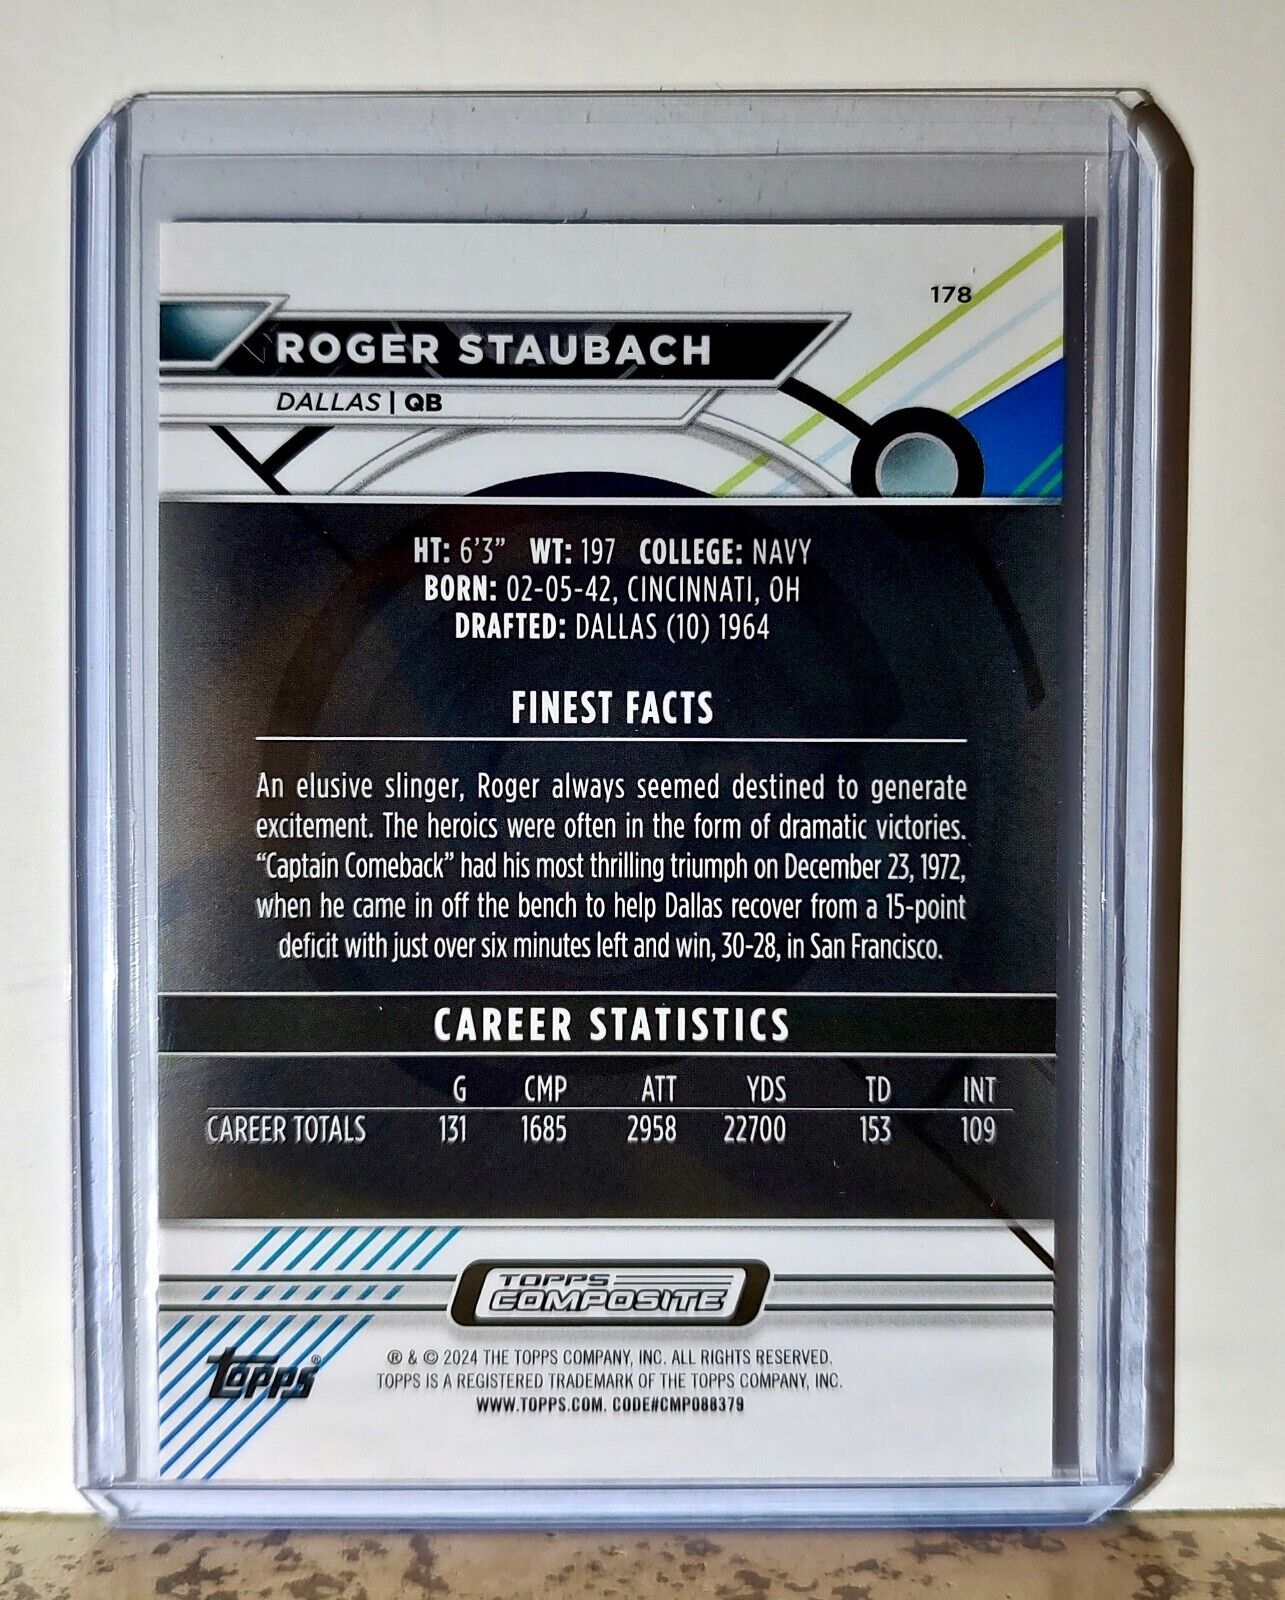 178
ROGER STAUBACH
DALLAS | QB
HT: 6'3" WT: 197 COLLEGE: NAVY
BORN: 02-05-42, CINCINNATI, OH
DRAFTED: DALLAS (10) 1964
FINEST FACTS
An elusive slinger, Roger always seemed destined to generate
excitement. The heroics were often in the form of dramatic victories.
“Captain Comeback” had his most thrilling triumph on December 23, 1972,
when he came in off the bench to help Dallas recover from a 15-point
deficit with just over six minutes left and win, 30-28, in San Francisco.
CAREER STATISTICS
G CMP ATT YDS TD INT
CAREER TOTALS 131 1685 2958 22700 153 109
TOPPS
COMPOSITE
Topps®
® & © 2024 THE TOPPS COMPANY, INC. ALL RIGHTS RESERVED.
TOPPS IS A REGISTERED TRADEMARK OF THE TOPPS COMPANY, INC.
WWW.TOPPS.COM. CODE#CMP088379